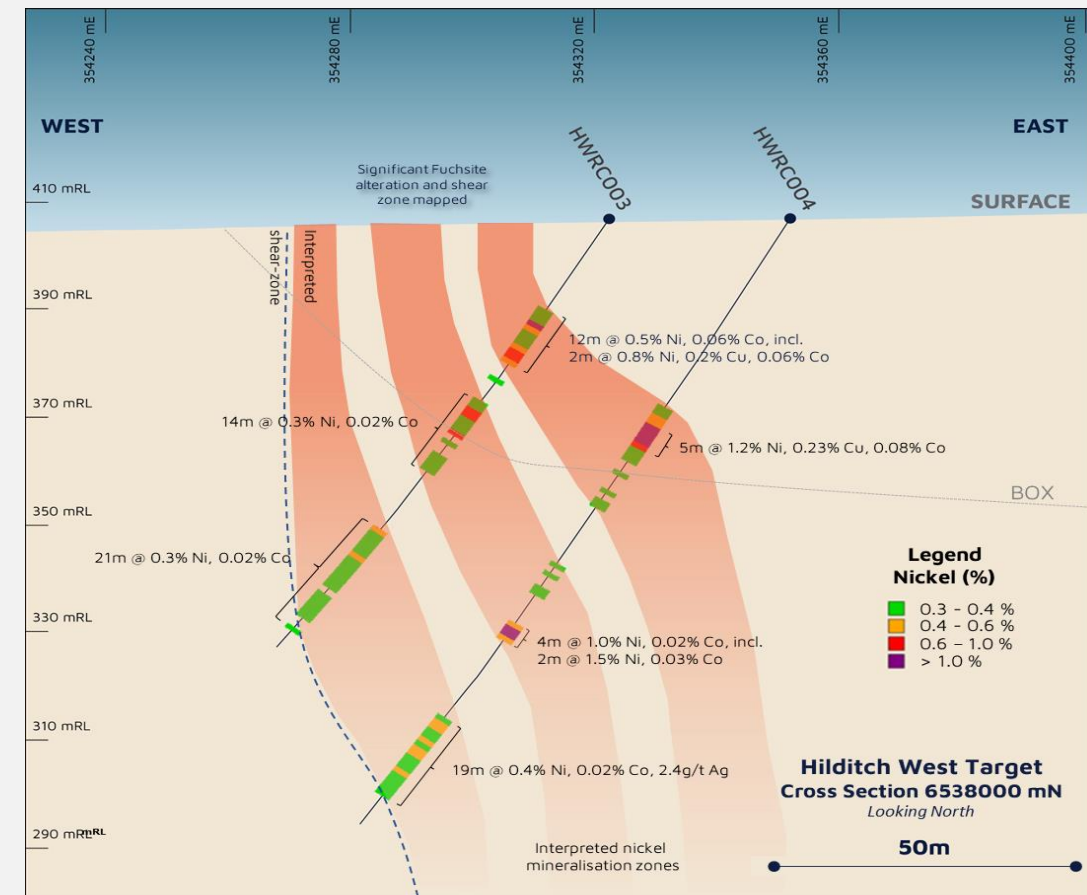 354240 mE
354280 mE
354320 mE
354360 mE
354400 mE
WEST
EAST
Significant Fuchsite
alteration and shear
zone mapped
HWRC003
HWRC004
410 mRL
SURFACE
Interpreted
shear-zone
390 mRL
12m @ 0.5% Ni, 0.06% Co, incl.
2m @ 0.8% Ni, 0.2% Cu, 0.06% Co
370 mRL
14m @ 0.3% Ni, 0.02% Co
5m @ 1.2% Ni, 0.23% Cu, 0.08% Co
BOX
350 mRL
21m @ 0.3% Ni, 0.02% Co
Legend
Nickel (%)
0.3 - 0.4 %
0.4 - 0.6 %
0.6 – 1.0 %
> 1.0 %
330 mRL
4m @ 1.0% Ni, 0.02% Co, incl.
2m @ 1.5% Ni, 0.03% Co
310 mRL
19m @ 0.4% Ni, 0.02% Co, 2.4g/t Ag
Hilditch West Target
Cross Section 6538000 mN
Looking North
290 mRL
mRL
Interpreted nickel
mineralisation zones
50m